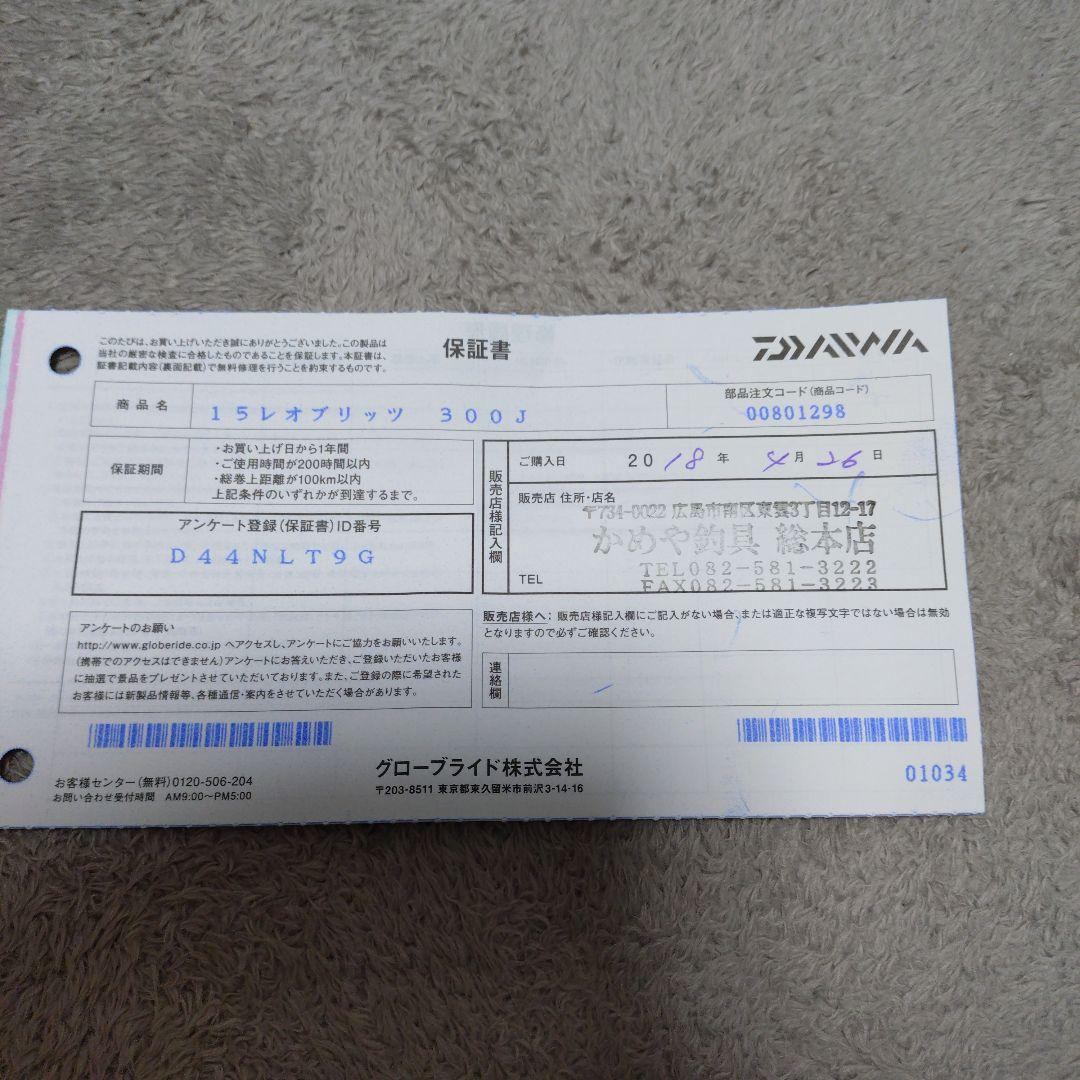 このたびは、お買い上げいただき誠にありがとうございました。この製品は
当社の厳密な検査に合格したものであることを保証します。本証書は、
証書記載内容(裏面記載)で無料修理を行うことを約束するものです。
保証書
DAIWA
商品名
15レオブリッツ 300J
部品注文コード(商品コード)
00801298
保証期間
・お買い上げ日から1年間
・ご使用時間が200時間以内
・総巻上距離が100km以内
上記条件のいずれかが到達するまで。
アンケート登録(保証書)ID番号
D44NLT9G
販売店様記入欄
ご購入日 2018年 4月 26日
販売店 住所・店名
〒734-0022 広島市南区東雲3丁目12-17
かめや釣具 総本店
TEL082-581-3222
FAX082-581-3223
TEL
販売店様へ:販売店様記入欄にご記入がない場合、または適正な複写文字ではない場合は無効
となりますので必ずご確認ください。
連絡欄
アンケートのお願い
http://www.globeride.co.jp へアクセスし、アンケートにご協力をお願いいたします。
(携帯でのアクセスはできません)アンケートにお答えいただき、ご登録いただいたお客様
に抽選で景品をプレゼントさせていただいております。また、ご登録の際に希望された
お客様には新製品情報等、各種通信・案内をさせていただく場合があります。
お客様センター(無料)0120-506-204
お問い合わせ受付時間 AM9:00〜PM5:00
グローブライド株式会社
〒203-8511 東京都東久留米市前沢3-14-16
01034